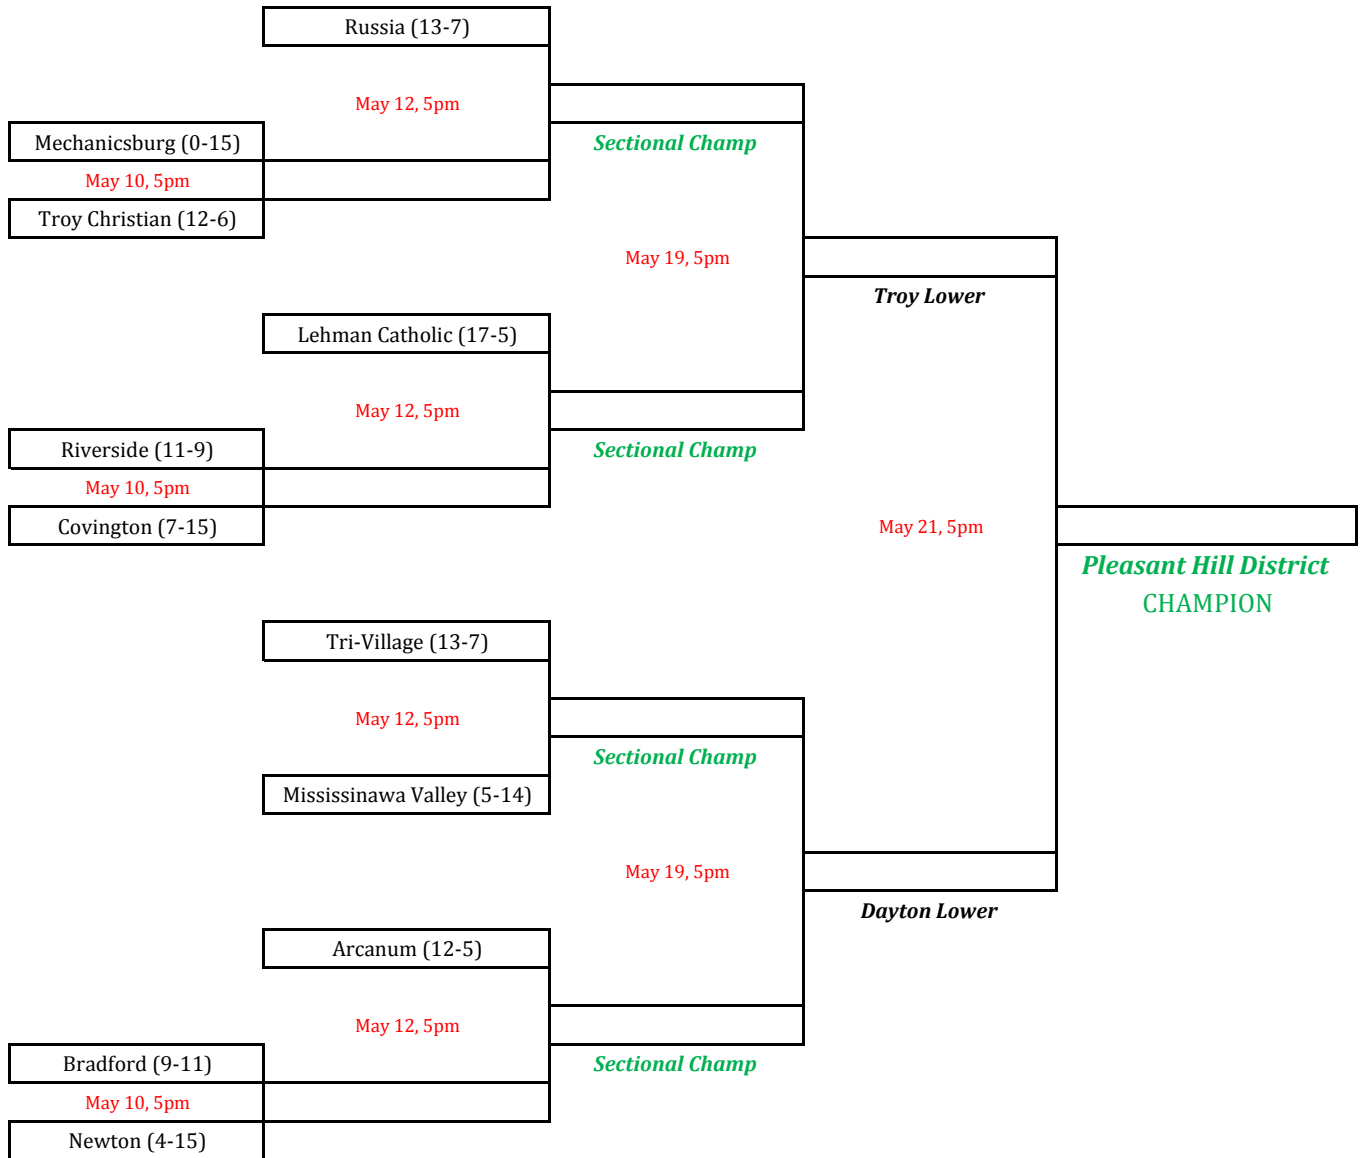 Russia (13-7)
May 12, 5pm
Mechanicsburg (0-15)
Sectional Champ
May 10, 5pm
Troy Christian (12-6)
May 19, 5pm
Troy Lower
Lehman Catholic (17-5)
May 12, 5pm
Riverside (11-9)
Sectional Champ
May 10, 5pm
Covington (7-15)
May 21, 5pm
Pleasant Hill District
CHAMPION
Tri-Village (13-7)
May 12, 5pm
Sectional Champ
Mississinawa Valley (5-14)
May 19, 5pm
Dayton Lower
Arcanum (12-5)
May 12, 5pm
Bradford (9-11)
Sectional Champ
May 10, 5pm
Newton (4-15)